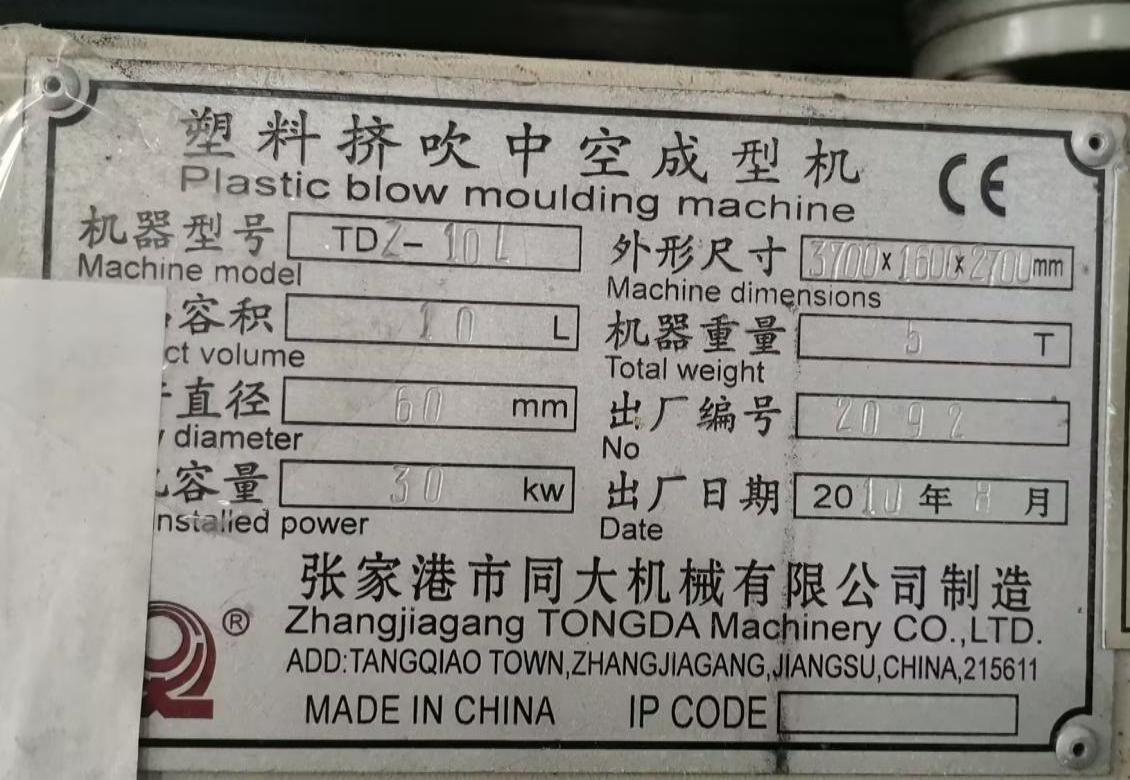 塑料挤吹中空成型机
Plastic blow moulding machine
CE
机器型号 TDZ-10L
Machine model
外形尺寸 3700x1600x2700mm
Machine dimensions
容积 10 L
ct volume
机器重量 5 T
Total weight
直径 60 mm
diameter
出厂编号 2092
No
容量 30 kw
nstalled power
出厂日期 2010年8月
Date
张家港市同大机械有限公司制造
® Zhangjiagang TONGDA Machinery CO.,LTD.
ADD:TANGQIAO TOWN,ZHANGJIAGANG,JIANGSU,CHINA,215611
MADE IN CHINA IP CODE